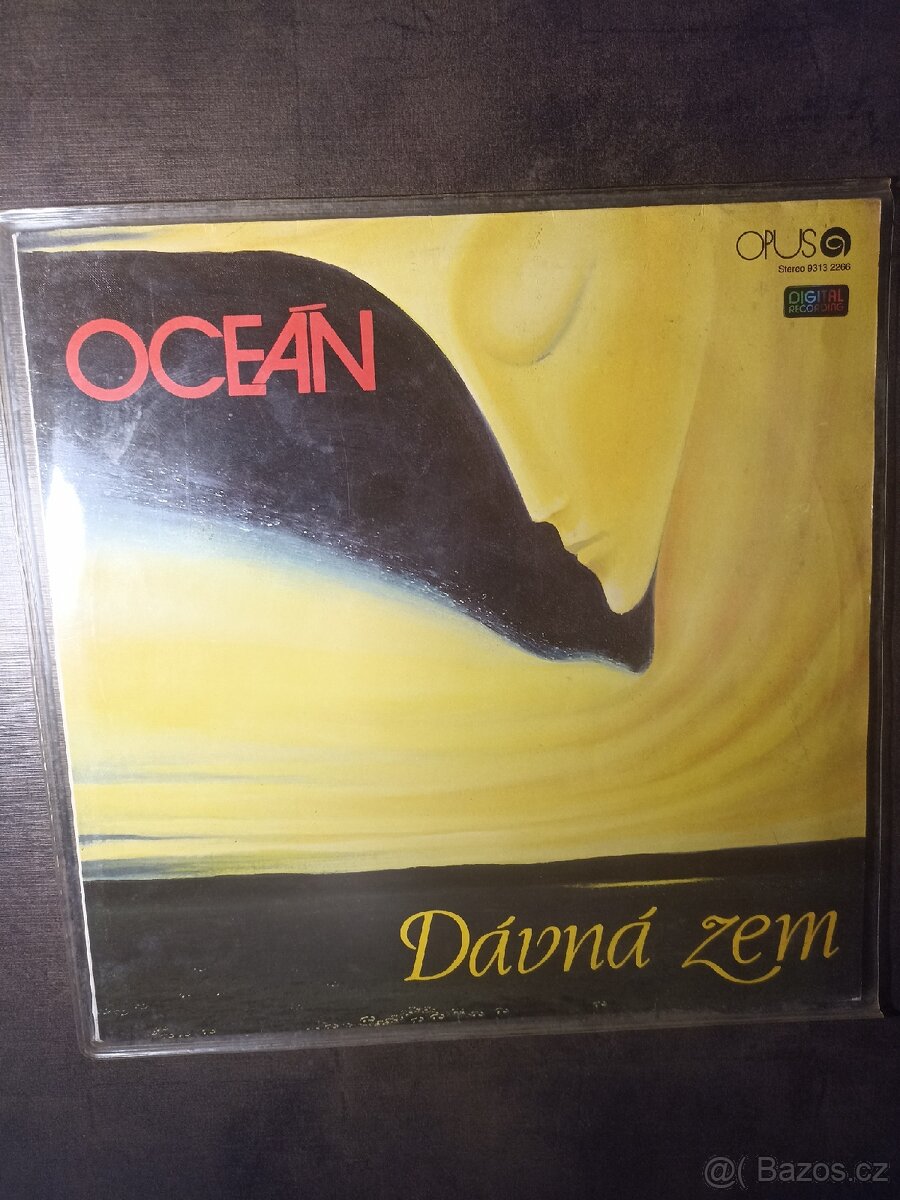 OPUS
Stereo 9313 2266
DIGITAL
RECORDING
OCEÁN
Dávná zem
@( Bazos.cz